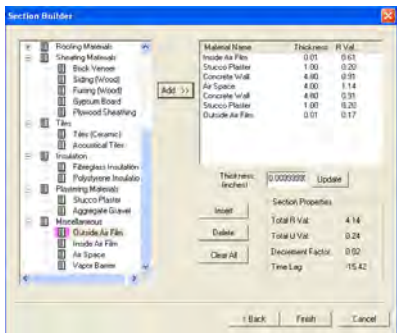 Section Builder
Roofing Materials
Sheating Materials
Brick Veneer
Siding (Wood)
Furring (Wood)
Gypsum Board
Plywood Sheathing
Tiles
Tiles (Ceramic)
Acoustical Tiles
Insulation
Fibreglass Insulation
Polystyrene Insulatio
Plastering Materials
Stucco Plaster
Aggregate Gravel
Miscellaneous
Outside Air Film
Inside Air Film
Air Space
Vapor Barrier
Add >>
Material Name Thickness R Val...
Inside Air Film 0.01 0.61
Stucco Plaster 1.00 0.20
Concrete Wall 4.80 0.91
Air Space 4.00 1.14
Concrete Wall 4.80 0.91
Stucco Plaster 1.00 0.20
Outside Air Film 0.01 0.17
Thickness (inches) Update
Insert
Delete
Clear All
Section Properties
Total R Val: 4.14
Total U Val: 0.24
Decrement Factor: 0.02
Time Lag: -15.42
< Back Finish Cancel